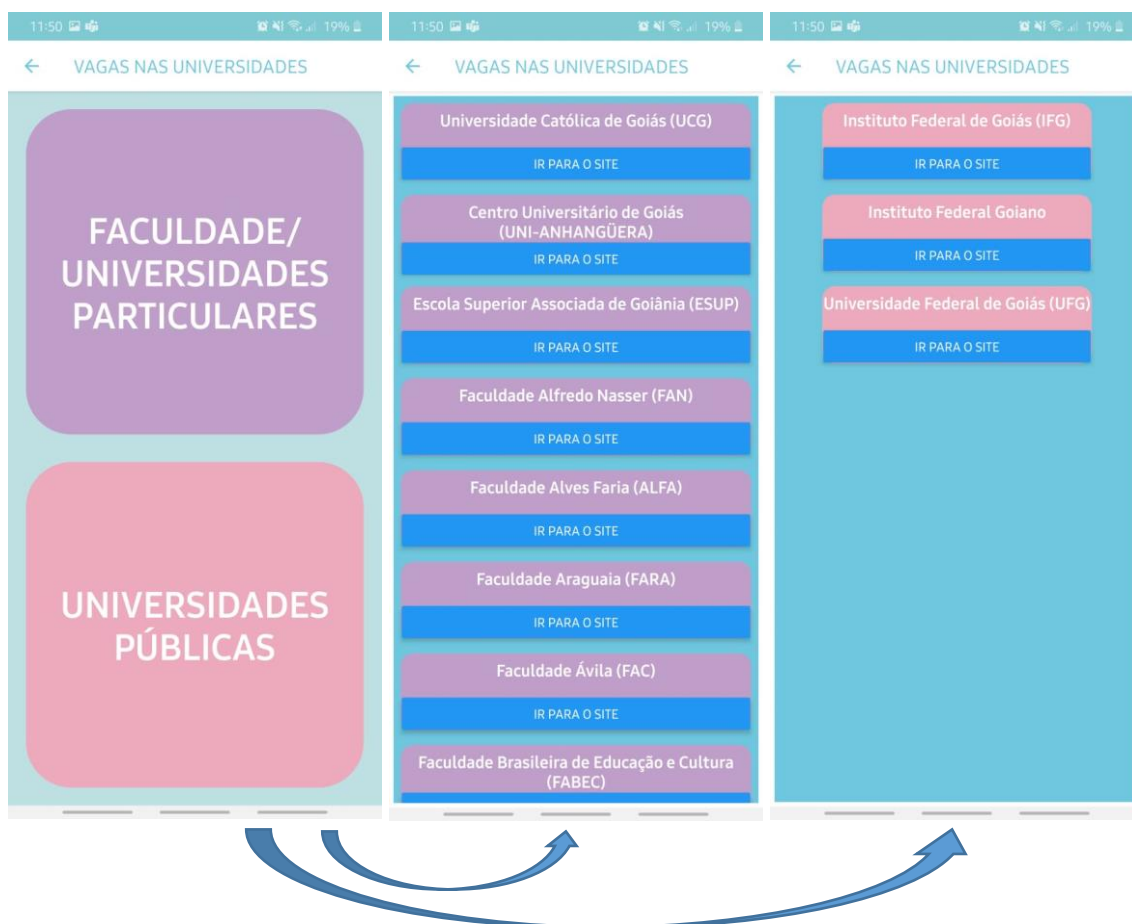 11:50
19%
VAGAS NAS UNIVERSIDADES
FACULDADE/
UNIVERSIDADES
PARTICULARES
UNIVERSIDADES
PÚBLICAS
11:50
19%
VAGAS NAS UNIVERSIDADES
Universidade Católica de Goiás (UCG)
IR PARA O SITE
Centro Universitário de Goiás
(UNI-ANHANGÜERA)
IR PARA O SITE
Escola Superior Associada de Goiânia (ESUP)
IR PARA O SITE
Faculdade Alfredo Nasser (FAN)
IR PARA O SITE
Faculdade Alves Faria (ALFA)
IR PARA O SITE
Faculdade Araguaia (FARA)
IR PARA O SITE
Faculdade Ávila (FAC)
IR PARA O SITE
Faculdade Brasileira de Educação e Cultura
(FABEC)
11:50
19%
VAGAS NAS UNIVERSIDADES
Instituto Federal de Goiás (IFG)
IR PARA O SITE
Instituto Federal Goiano
IR PARA O SITE
Universidade Federal de Goiás (UFG)
IR PARA O SITE